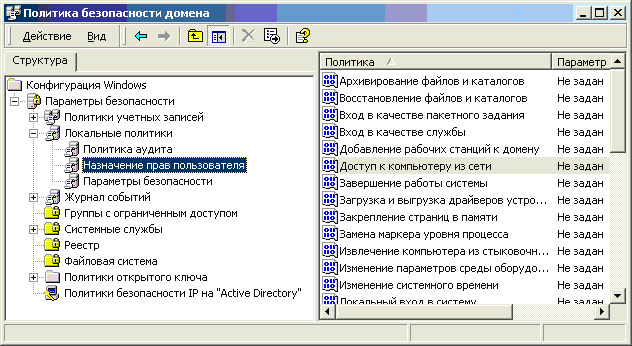 Политика безопасности домена
Действие Вид
Структура
Конфигурация Windows
Параметры безопасности
Политики учетных записей
Локальные политики
Политика аудита
Назначение прав пользователя
Параметры безопасности
Журнал событий
Группы с ограниченным доступом
Системные службы
Реестр
Файловая система
Политики открытого ключа
Политики безопасности IP на "Active Directory"
Политика Параметр
Архивирование файлов и каталогов Не задан
Восстановление файлов и каталогов Не задан
Вход в качестве пакетного задания Не задан
Вход в качестве службы Не задан
Добавление рабочих станций к домену Не задан
Доступ к компьютеру из сети Не задан
Завершение работы системы Не задан
Загрузка и выгрузка драйверов устро... Не задан
Закрепление страниц в памяти Не задан
Замена маркера уровня процесса Не задан
Извлечение компьютера из стыковочн... Не задан
Изменение параметров среды оборудо... Не задан
Изменение системного времени Не задан
Локальный вход в систему Не задан